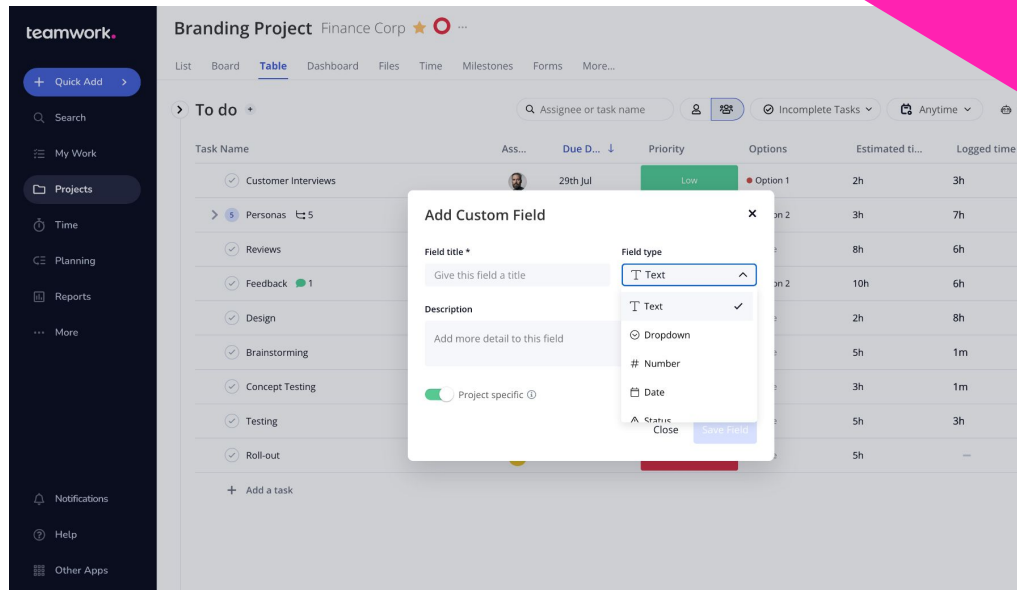 teamwork.
Quick Add
Search
My Work
Projects
Time
Planning
Reports
More
Notifications
Help
Other Apps
Branding Project Finance Corp
List Board Table Dashboard Files Time Milestones Forms More...
To do
Assignee or task name Incomplete Tasks Anytime
Task Name Ass... Due D... ↓ Priority Options Estimated ti... Logged time
Customer Interviews 29th Jul Low Option 1 2h 3h
5 Personas 5 3h 7h
Reviews 8h 6h
Feedback 1 10h 6h
Design 2h 8h
Brainstorming 5h 1m
Concept Testing 3h 1m
Testing 5h 3h
Roll-out 5h —
+ Add a task
Add Custom Field
Field title * Field type
Give this field a title Text
Description
Add more detail to this field
Text
Dropdown
# Number
Date
Status
Project specific
Close Save Field